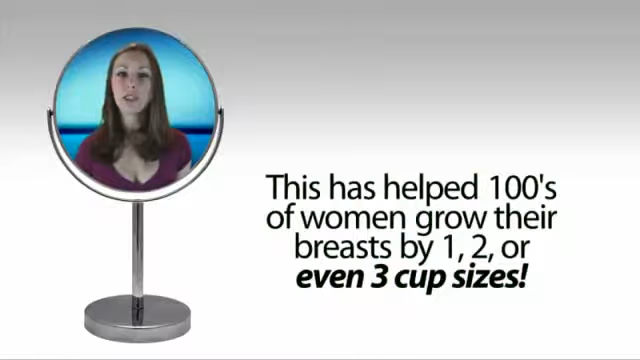 This has helped 100's
of women grow their
breasts by 1, 2, or
even 3 cup sizes!